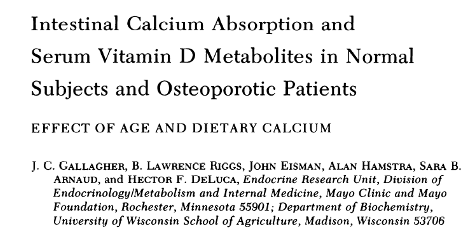 Intestinal Calcium Absorption and
Serum Vitamin D Metabolites in Normal
Subjects and Osteoporotic Patients
EFFECT OF AGE AND DIETARY CALCIUM
J. C. GALLAGHER, B. LAWRENCE RIGGS, JOHN EISMAN, ALAN HAMSTRA, SARA B.
ARNAUD, and HECTOR F. DELUCA, Endocrine Research Unit, Division of
Endocrinology/Metabolism and Internal Medicine, Mayo Clinic and Mayo
Foundation, Rochester, Minnesota 55901; Department of Biochemistry,
University of Wisconsin School of Agriculture, Madison, Wisconsin 53706